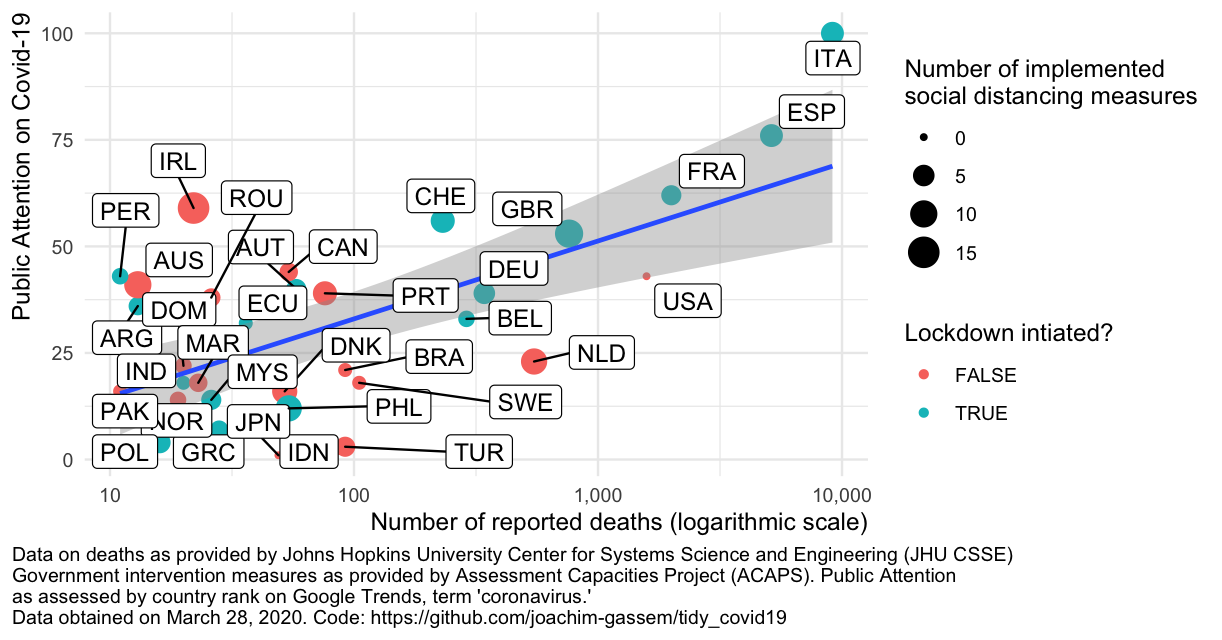 Public Attention on Covid-19
100
75
50
25
0
ITA
ESP
IRL
FRA
ROU
CHE
PER
GBR
AUT
CAN
AUS
DEU
ECU
PRT
USA
DOM
BEL
ARG
MAR
DNK
BRA
NLD
IND
MYS
SWE
PAK
PHL
NOR
JPN
POL
GRC
IDN
TUR
10
100
1,000
10,000
Number of reported deaths (logarithmic scale)
Number of implemented
social distancing measures
0
5
10
15
Lockdown intiated?
FALSE
TRUE
Data on deaths as provided by Johns Hopkins University Center for Systems Science and Engineering (JHU CSSE)
Government intervention measures as provided by Assessment Capacities Project (ACAPS). Public Attention
as assessed by country rank on Google Trends, term 'coronavirus.'
Data obtained on March 28, 2020. Code: https://github.com/joachim-gassem/tidy_covid19